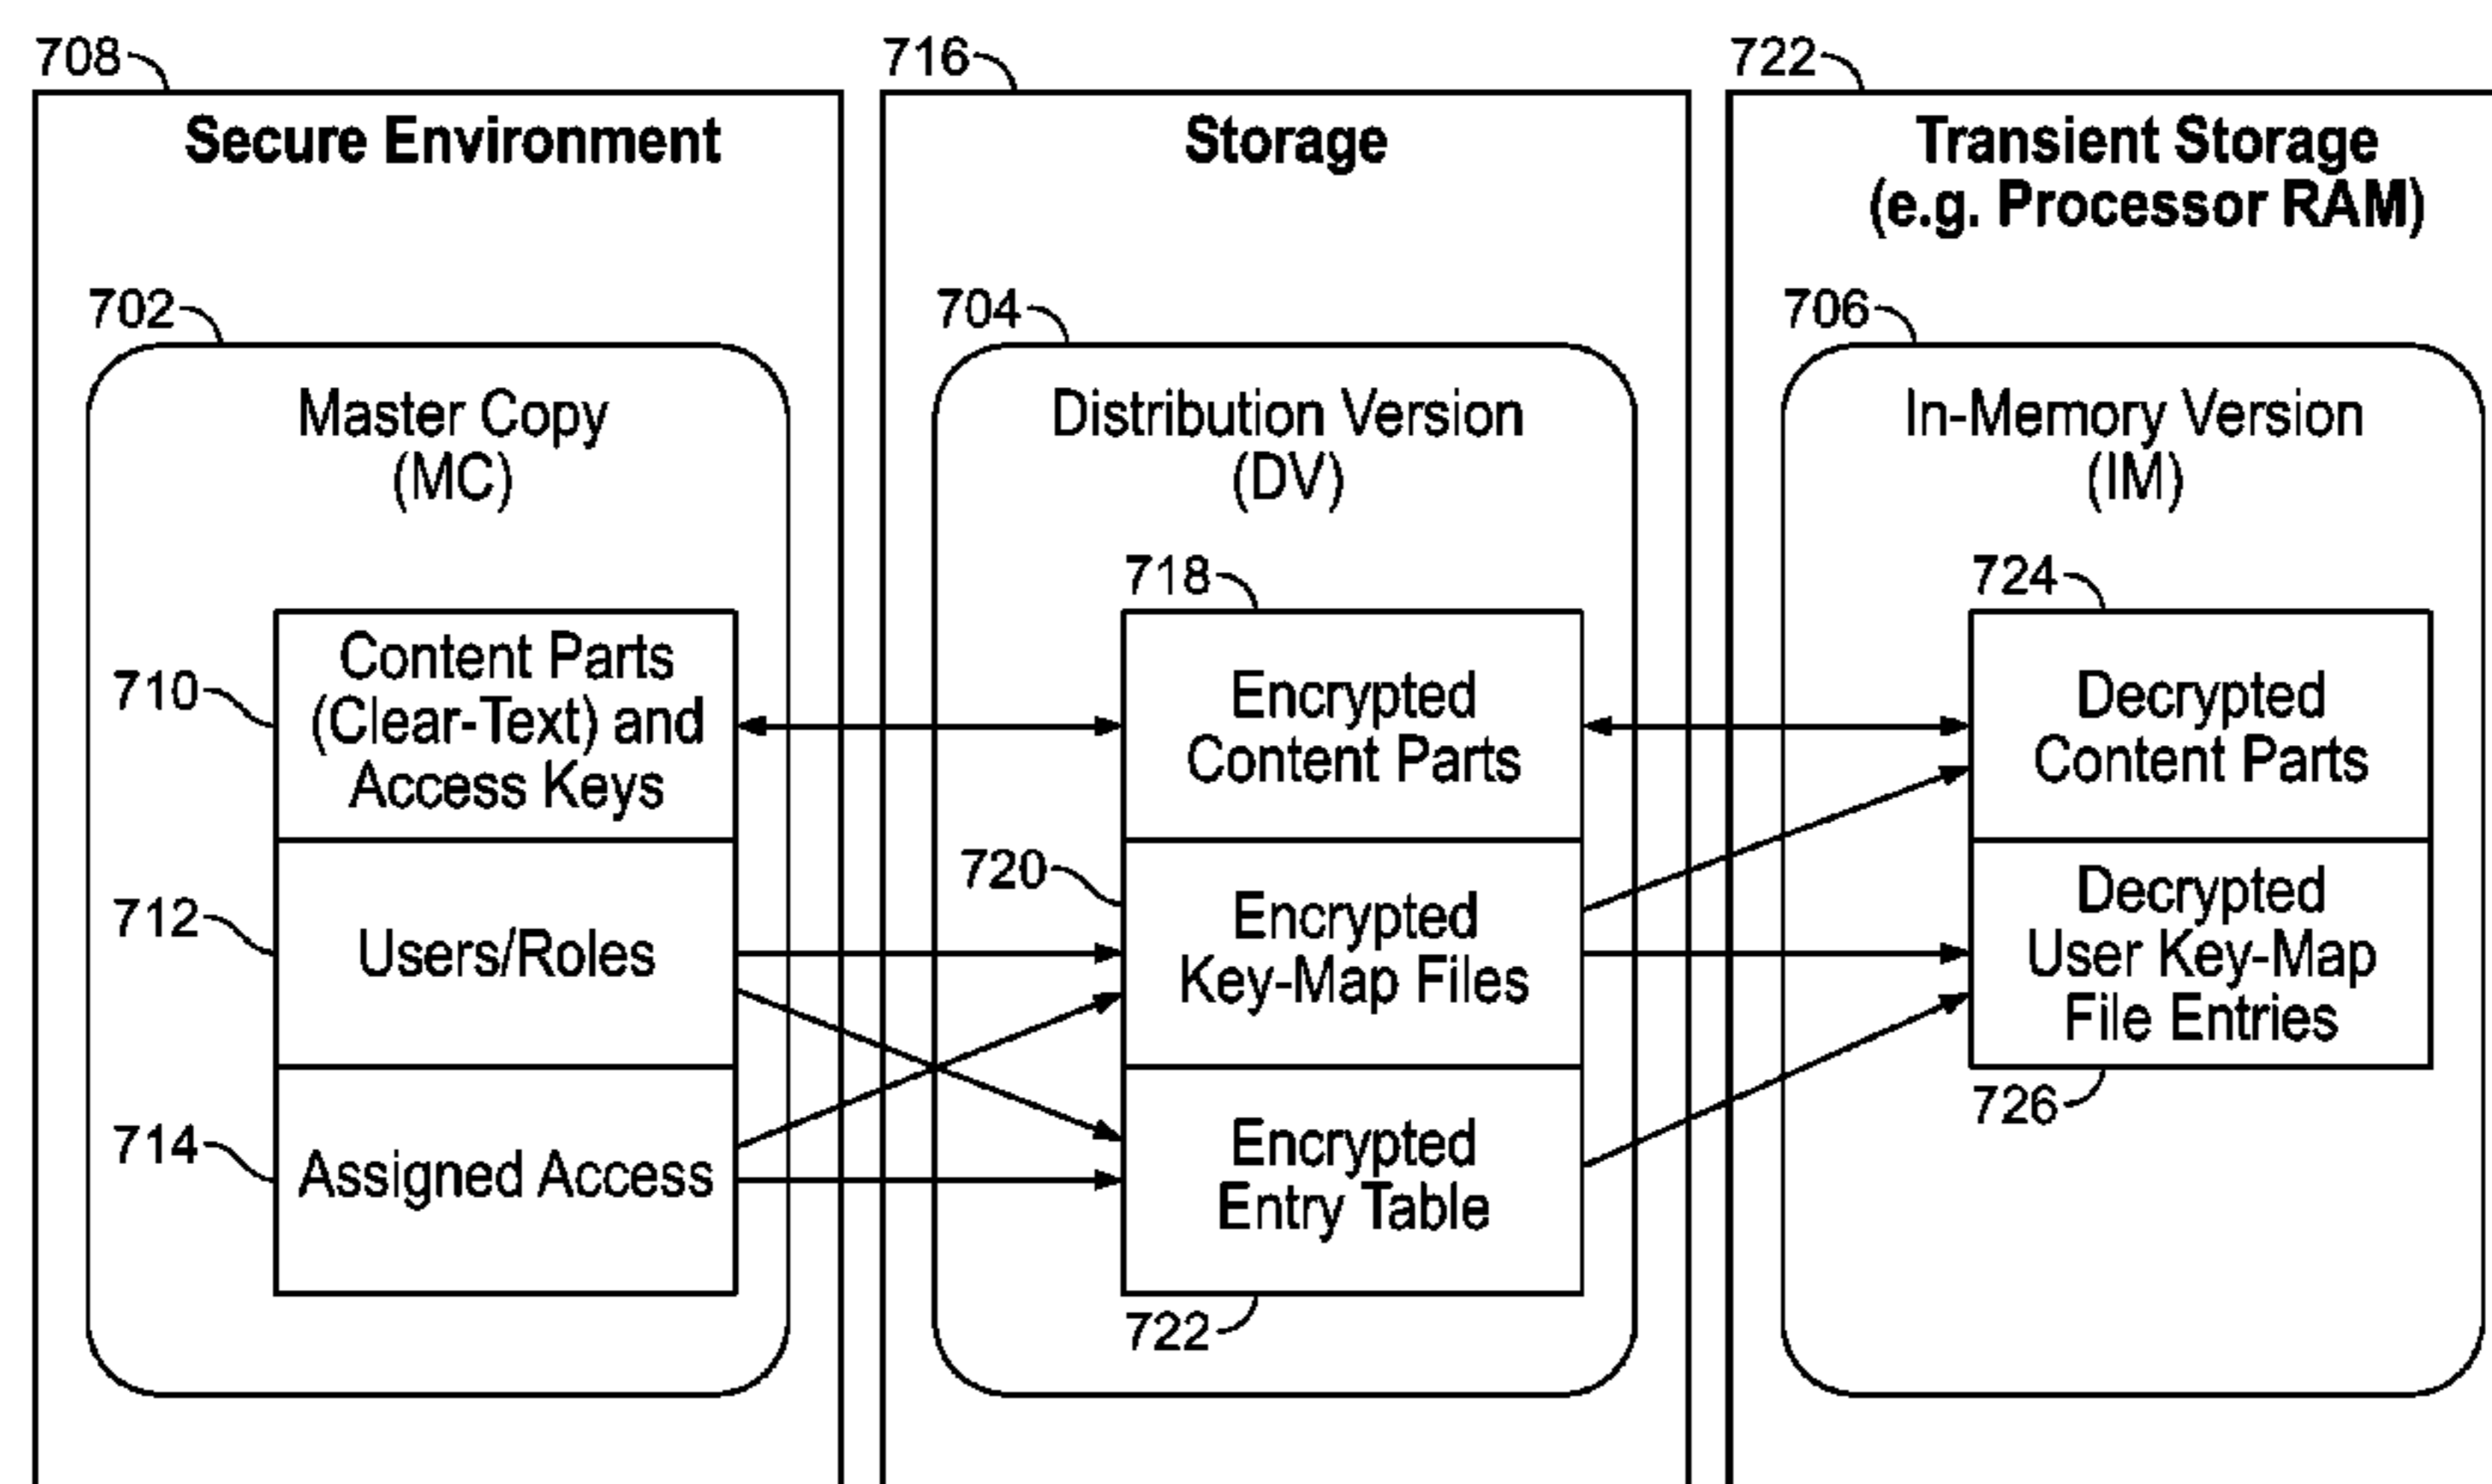 708
Secure Environment
702
Master Copy
(MC)
710
Content Parts
(Clear-Text) and
Access Keys
712
Users/Roles
714
Assigned Access
716
Storage
704
Distribution Version
(DV)
718
Encrypted
Content Parts
720
Encrypted
Key-Map Files
Encrypted
Entry Table
722
722
Transient Storage
(e.g. Processor RAM)
706
In-Memory Version
(IM)
724
Decrypted
Content Parts
Decrypted
User Key-Map
File Entries
726